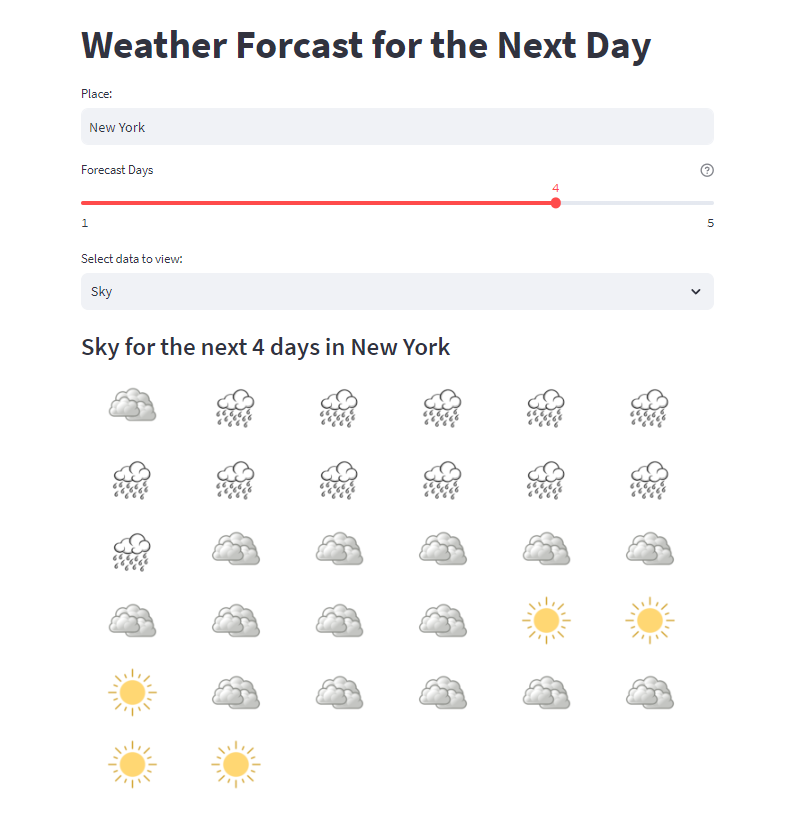 Weather Forcast for the Next Day
Place:
New York
Forecast Days
4
1
5
Select data to view:
Sky
Sky for the next 4 days in New York